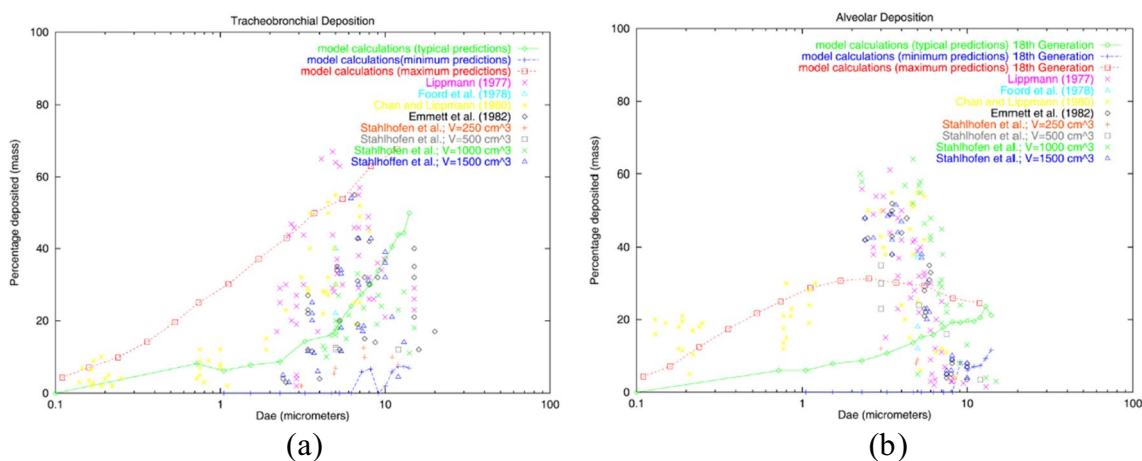 Tracheobronchial Deposition
100
80
60
40
20
0
0.1
1
10
100
Percentage deposited (mass)
Dae (micrometers)
model calculations (typical predictions)
model calculations(minimum predictions)
model calculations (maximum predictions)
Lippmann (1977)
Foord et al. (1978)
Chan and Lippmann (1980)
Emmett et al. (1982)
Stahlhofen et al.; V=250 cm^3
Stahlhofen et al.; V=500 cm^3
Stahlhofen et al.; V=1000 cm^3
Stahlhoffen et al.; V=1500 cm^3
(a)
Alveolar Deposition
100
80
60
40
20
0
0.1
1
10
100
Percentage deposited (mass)
Dae (micrometers)
model calculations (typical predictions) 18th Generation
model calculations (minimum predictions) 18th Generation
model calculations (maximum predictions) 18th Generation
Lippmann (1977)
Foord et al. (1978)
Chan and Lippmann (1980)
Emmett et al. (1982)
Stahlhofen et al.; V=250 cm^3
Stahlhofen et al.; V=500 cm^3
Stahlhofen et al.; V=1000 cm^3
Stahlhofen et al.; V=1500 cm^3
(b)